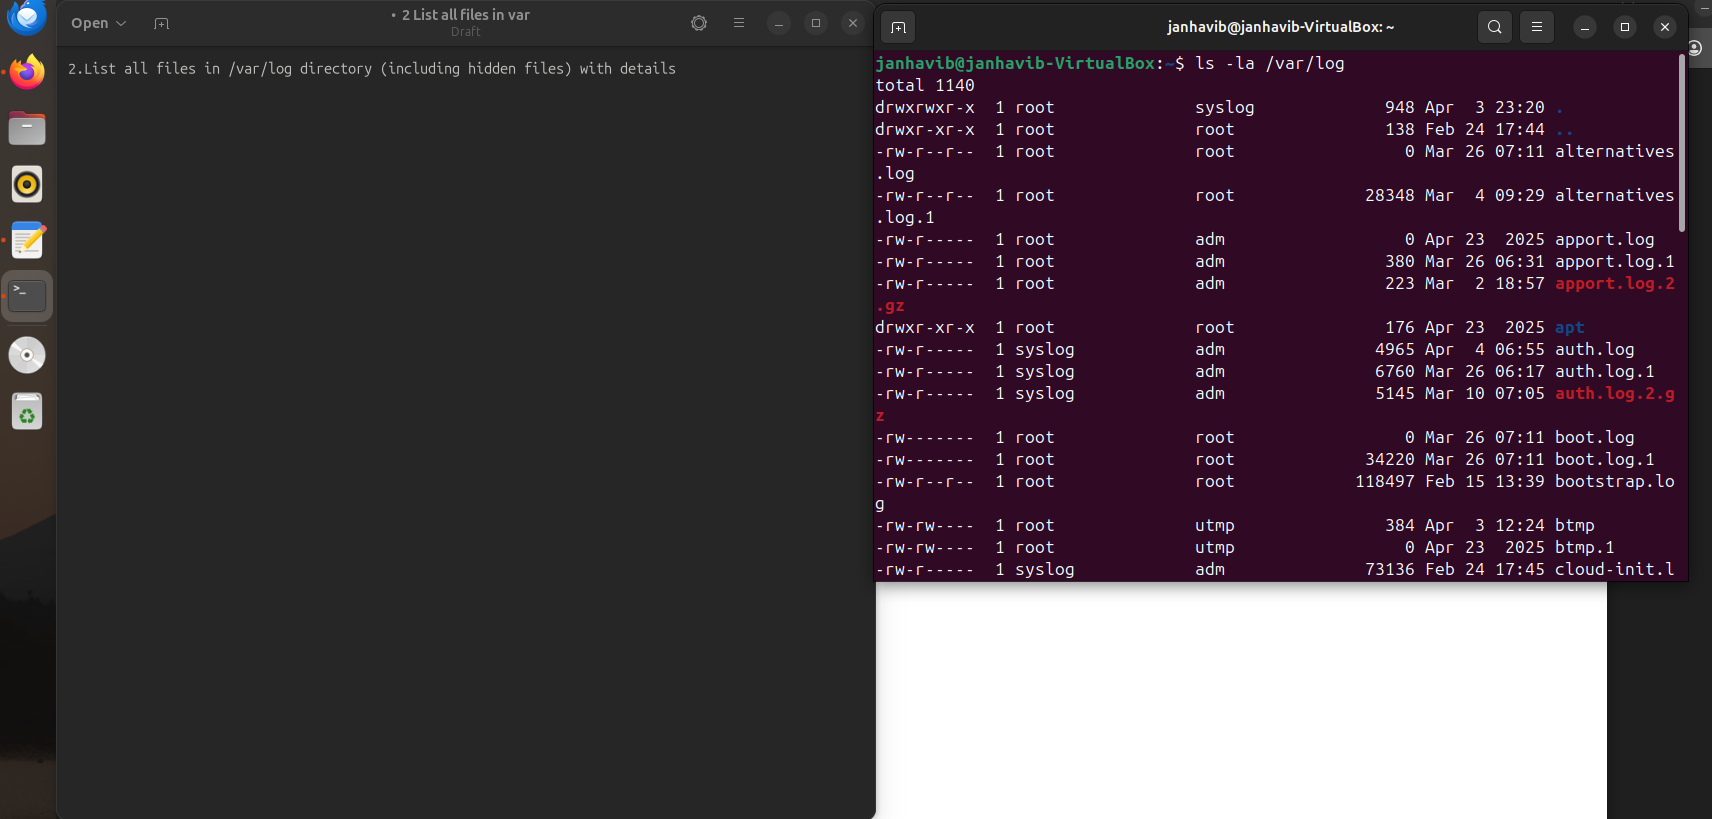 Open
• 2 List all files in var
Draft
2.List all files in /var/log directory (including hidden files) with details
janhavib@janhavib-VirtualBox: ~
janhavib@janhavib-VirtualBox:~$ ls -la /var/log
total 1140
drwxrwxr-x  1 root            syslog             948 Apr  3 23:20 .
drwxr-xr-x  1 root            root               138 Feb 24 17:44 ..
-rw-r--r--  1 root            root                 0 Mar 26 07:11 alternatives
.log
-rw-r--r--  1 root            root             28348 Mar  4 09:29 alternatives
.log.1
-rw-r-----  1 root            adm                  0 Apr 23  2025 apport.log
-rw-r-----  1 root            adm                380 Mar 26 06:31 apport.log.1
-rw-r-----  1 root            adm                223 Mar  2 18:57 apport.log.2
.gz
drwxr-xr-x  1 root            root               176 Apr 23  2025 apt
-rw-r-----  1 syslog          adm               4965 Apr  4 06:55 auth.log
-rw-r-----  1 syslog          adm               6760 Mar 26 06:17 auth.log.1
-rw-r-----  1 syslog          adm               5145 Mar 10 07:05 auth.log.2.g
z
-rw-------  1 root            root                 0 Mar 26 07:11 boot.log
-rw-------  1 root            root             34220 Mar 26 07:11 boot.log.1
-rw-r--r--  1 root            root            118497 Feb 15 13:39 bootstrap.lo
g
-rw-rw----  1 root            utmp               384 Apr  3 12:24 btmp
-rw-rw----  1 root            utmp                 0 Apr 23  2025 btmp.1
-rw-r-----  1 syslog          adm              73136 Feb 24 17:45 cloud-init.l